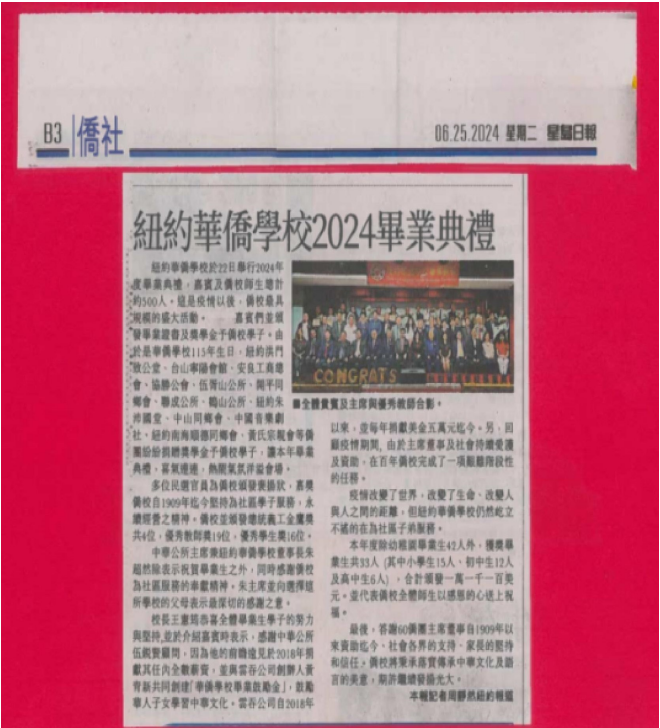 B3 僑社
06.25.2024 星期二 星島日報
紐約華僑學校2024畢業典禮
紐約華僑學校於22日舉行2024年
度畢業典禮，嘉賓及僑校師生總計
約500人。這是疫情以後，僑校最具
規模的盛大活動。 嘉賓們並頒
發畢業證書及獎學金予僑校學子。由
於是華僑學校115年生日，紐約洪門
致公堂、台山寧陽會館、安良工商總
會、協勝公會、伍胥山公所、開平同
鄉會、聯成公所、鶴山公所、紐約朱
沛國堂、中山同鄉會、中國音樂劇
社、紐約南海順德同鄉會、黃氏宗親會等僑
團紛紛捐贈獎學金予僑校學子，讓本年畢業
典禮，喜氣連連，熱鬧氣氛洋溢會場。
多位民選官員為僑校頒發褒揚狀，嘉獎
僑校自1909年迄今堅持為社區學子服務，永
續經營之精神。僑校並頒發總統義工金鷹獎
共4位，優秀教師獎19位、優秀學生獎16位。
中華公所主席兼紐約華僑學校董事長朱
超然除表示祝賀畢業生之外，同時感謝僑校
為社區服務的奉獻精神。朱主席並向選擇這
所學校的父母表示最深切的感謝之意。
校長王憲筠恭喜全體畢業生學子的努力
與堅持，並於介紹嘉賓時表示，感謝中華公所
伍銳賢顧問，因為他的前瞻遠見於2018年捐
獻其任內全數薪資，並與雲吞公司創辦人黃
育新共同創建「華僑學校畢業鼓勵金」，鼓勵
華人子女學習中華文化。雲吞公司自2018年
CONGRATS
■全體貴賓及主席與優秀教師合影。
以來，並每年捐獻美金五萬元迄今。另，回
顧疫情期間，由於主席董事及社會持續愛護
及資助，在百年僑校完成了一項艱難階段性
的任務。
疫情改變了世界，改變了生命，改變人
與人之間的距離，但紐約華僑學校仍然屹立
不搖的在為社區子弟服務。
本年度除幼稚園畢業生42人外，獲獎畢
業生共33人（其中小學生15人、初中生12人
及高中生6人），合計頒發一萬一千一百美
元。並代表僑校全體師生以感恩的心送上祝
福。
最後，答謝60僑團主席董事自1909年以
來資助迄今、社會各界的支持、家長的堅持
和信任。僑校將秉承落實傳承中華文化及語
言的美意，期許繼續發揚光大。
本報記者周靜然紐約報道